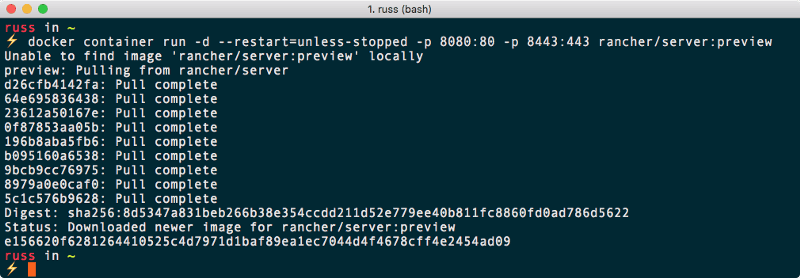 1. russ (bash)
russ in ~
⚡ docker container run -d --restart=unless-stopped -p 8080:80 -p 8443:443 rancher/server:preview
Unable to find image 'rancher/server:preview' locally
preview: Pulling from rancher/server
d26cfb4142fa: Pull complete
64e695836438: Pull complete
23612a50167e: Pull complete
0f87853aa05b: Pull complete
196b8aba5fb6: Pull complete
b095160a6538: Pull complete
9bcb9cc76975: Pull complete
8979a0e0caf0: Pull complete
5c1c576b9628: Pull complete
Digest: sha256:8d5347a831beb266b38e354ccdd211d52e779ee40b811fc8860fd0ad786d5622
Status: Downloaded newer image for rancher/server:preview
e156620f6281264410525c4d7971d1baf89ea1ec7044d4f4678cff4e2454ad09
russ in ~
⚡